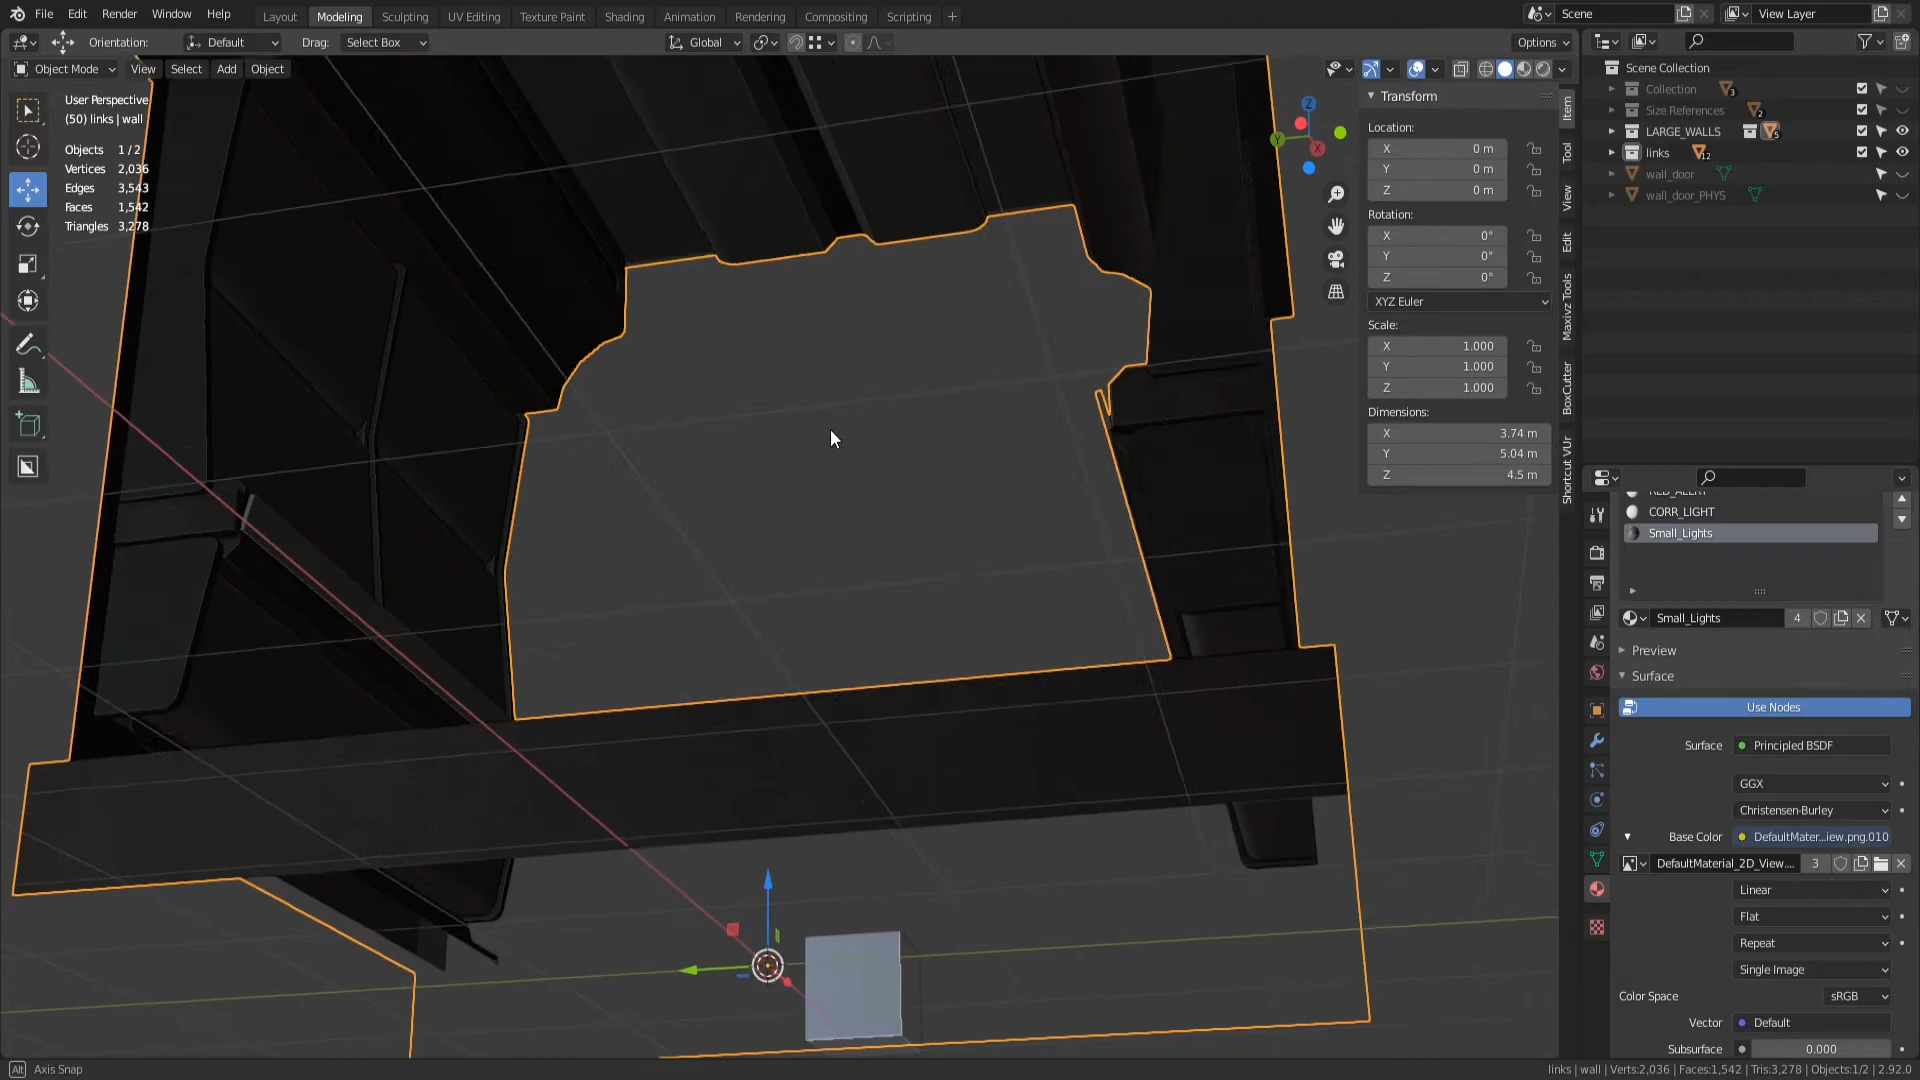 File Edit Render Window Help Layout Modeling Sculpting UV Editing Texture Paint Shading Animation Rendering Compositing Scripting + Scene View Layer
Orientation: Default Drag: Select Box Global Options
Object Mode View Select Add Object
User Perspective
(50) links | wall
Objects 1 / 2
Vertices 2,036
Edges 3,543
Faces 1,542
Triangles 3,278
Z
Y
X
Transform
Location:
X 0 m
Y 0 m
Z 0 m
Rotation:
X 0°
Y 0°
Z 0°
XYZ Euler
Scale:
X 1.000
Y 1.000
Z 1.000
Dimensions:
X 3.74 m
Y 5.04 m
Z 4.5 m
Item
Tool
View
Edit
Maxivz Tools
BoxCutter
Shortcut VUr
Scene Collection
Collection 3
Size References 2
LARGE_WALLS 5
links 12
wall_door
wall_door_PHYS
RED_ALERT
CORR_LIGHT
Small_Lights
Small_Lights 4
Preview
Surface
Use Nodes
Surface Principled BSDF
GGX
Christensen-Burley
Base Color DefaultMater...iew.png.010
DefaultMaterial_2D_View.... 3
Linear
Flat
Repeat
Single Image
Color Space sRGB
Vector Default
Subsurface 0.000
Alt Axis Snap
links | wall | Verts:2,036 | Faces:1,542 | Tris:3,278 | Objects:1/2 | 2.92.0